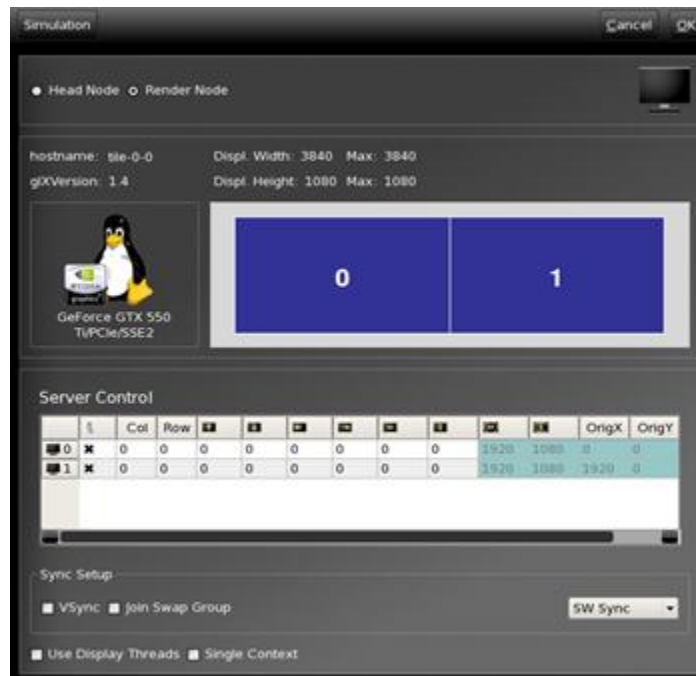 Simulation Cancel OK
Head Node Render Node
hostname: tile-0-0 Displ. Width: 3840 Max: 3840
glXVersion: 1.4 Displ. Height: 1080 Max: 1080
0 1
GeForce GTX 550
Ti/PCIe/SSE2
Server Control
Col Row OrigX OrigY
0 0 0 0 0 0 0 0 0 1920 1080 0 0
1 0 0 0 0 0 0 0 0 1920 1080 1920 0
Sync Setup
VSync Join Swap Group SW Sync
Use Display Threads Single Context